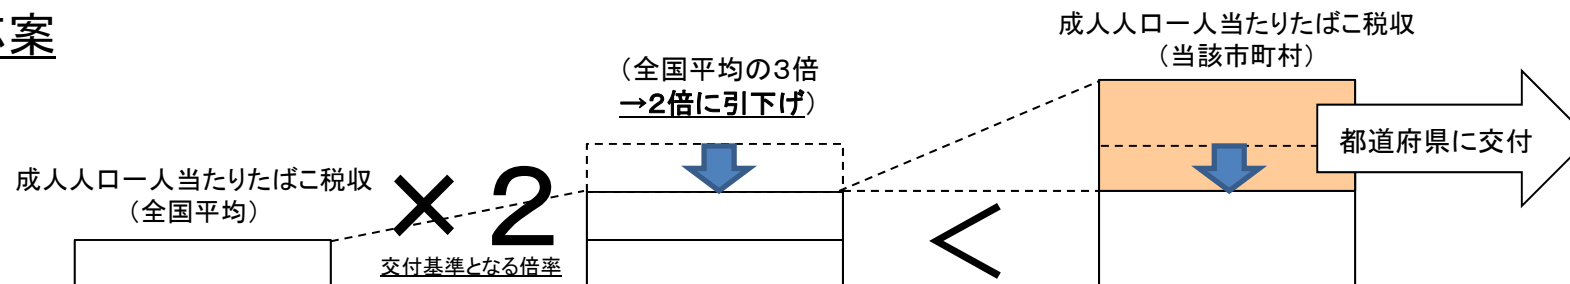 案
成人人口一人当たりたばこ税収
（当該市町村）
（全国平均の３倍
→２倍に引下げ）
都道府県に交付
成人人口一人当たりたばこ税収
（全国平均）
×２
交付基準となる倍率
＜